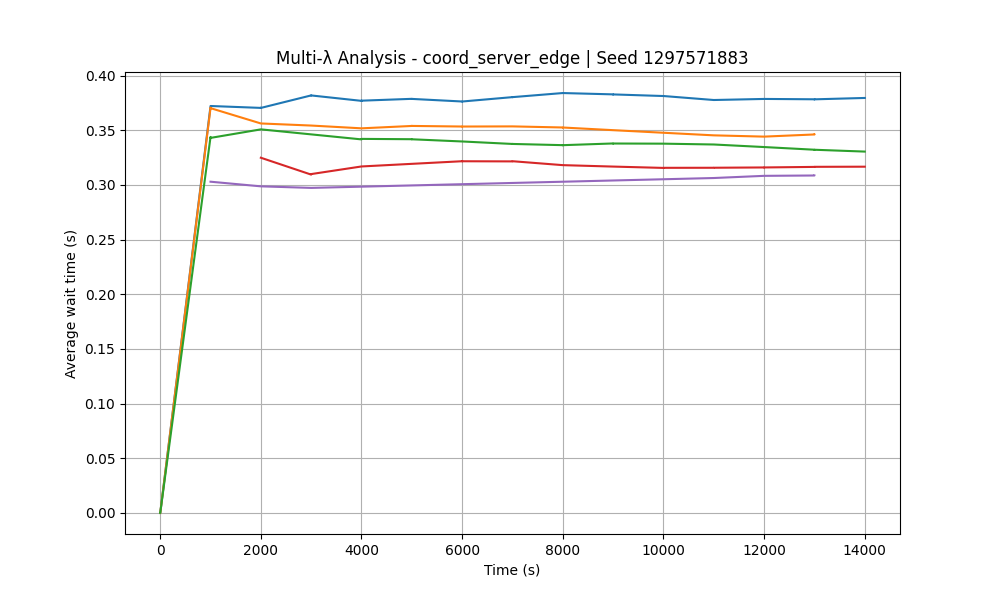 Multi-λ Analysis - coord_server_edge | Seed 1297571883
0.40
0.35
0.30
0.25
0.20
0.15
0.10
0.05
0.00
Average wait time (s)
0 2000 4000 6000 8000 10000 12000 14000
Time (s)